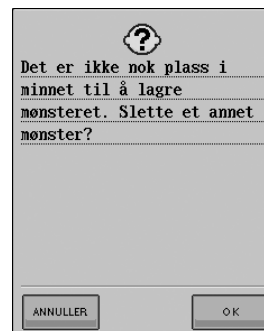 Det er ikke nok plass i
minnet til å lagre
mønsteret. Slette et annet
mønster?
ANNULLER
OK